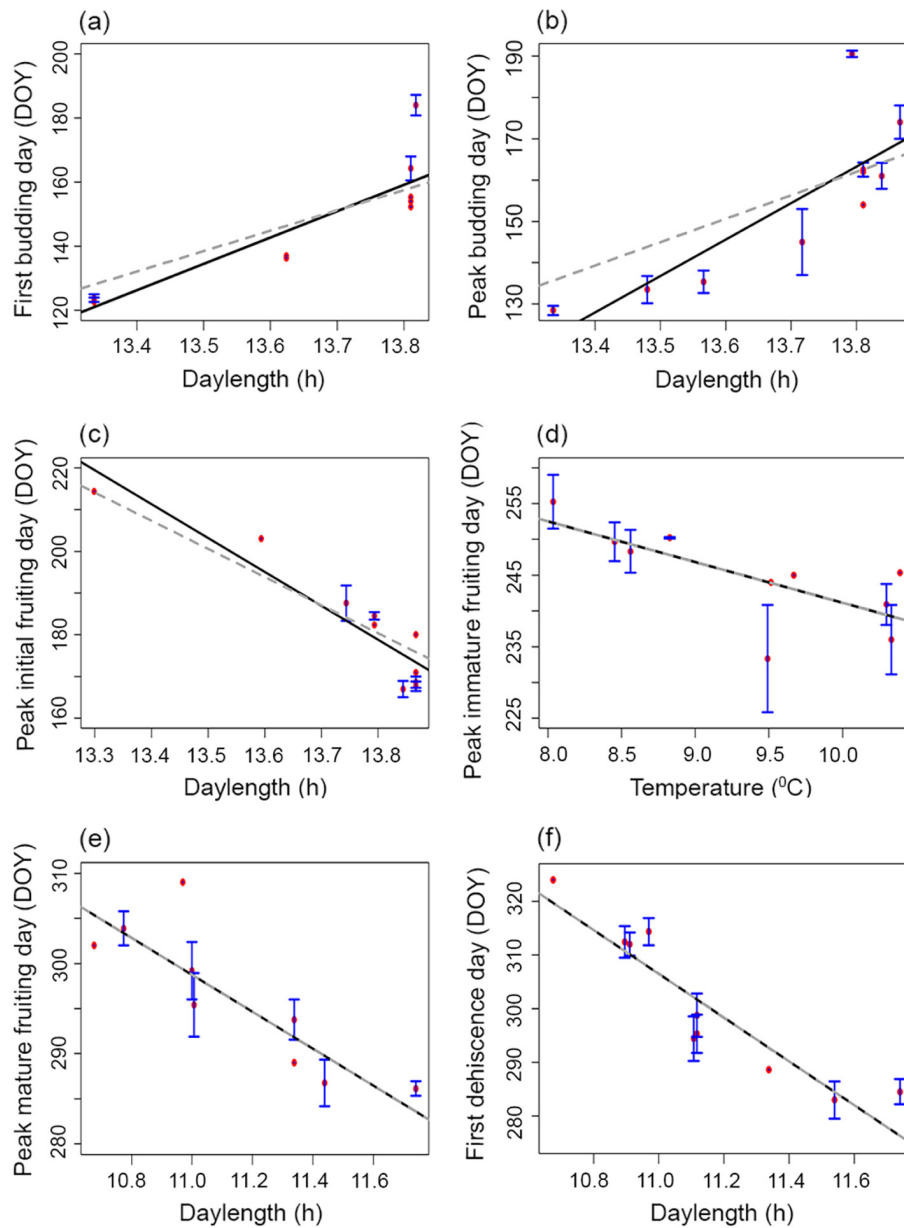 (a)
First budding day (DOY)
200
180
160
140
120
13.4 13.5 13.6 13.7 13.8
Daylength (h)
(b)
Peak budding day (DOY)
190
170
150
130
13.4 13.5 13.6 13.7 13.8
Daylength (h)
(c)
Peak initial fruiting day (DOY)
220
200
180
160
13.3 13.4 13.5 13.6 13.7 13.8
Daylength (h)
(d)
Peak immature fruiting day (DOY)
255
245
235
225
8.0 8.5 9.0 9.5 10.0
Temperature (⁰C)
(e)
Peak mature fruiting day (DOY)
310
300
290
280
10.8 11.0 11.2 11.4 11.6
Daylength (h)
(f)
First dehiscence day (DOY)
320
310
300
290
280
10.8 11.0 11.2 11.4 11.6
Daylength (h)